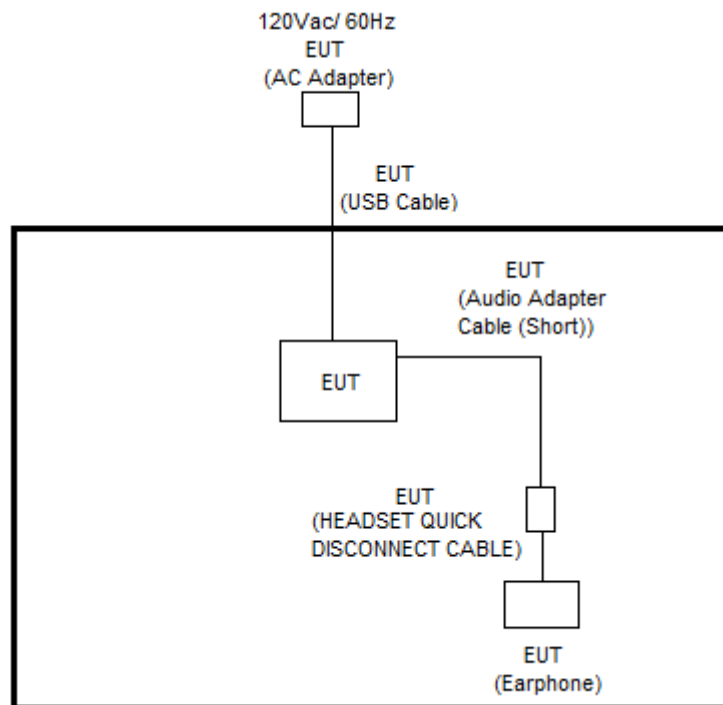 120Vac/ 60Hz
EUT
(AC Adapter)
EUT
(USB Cable)
EUT
(Audio Adapter
Cable (Short))
EUT
EUT
(HEADSET QUICK
DISCONNECT CABLE)
EUT
(Earphone)